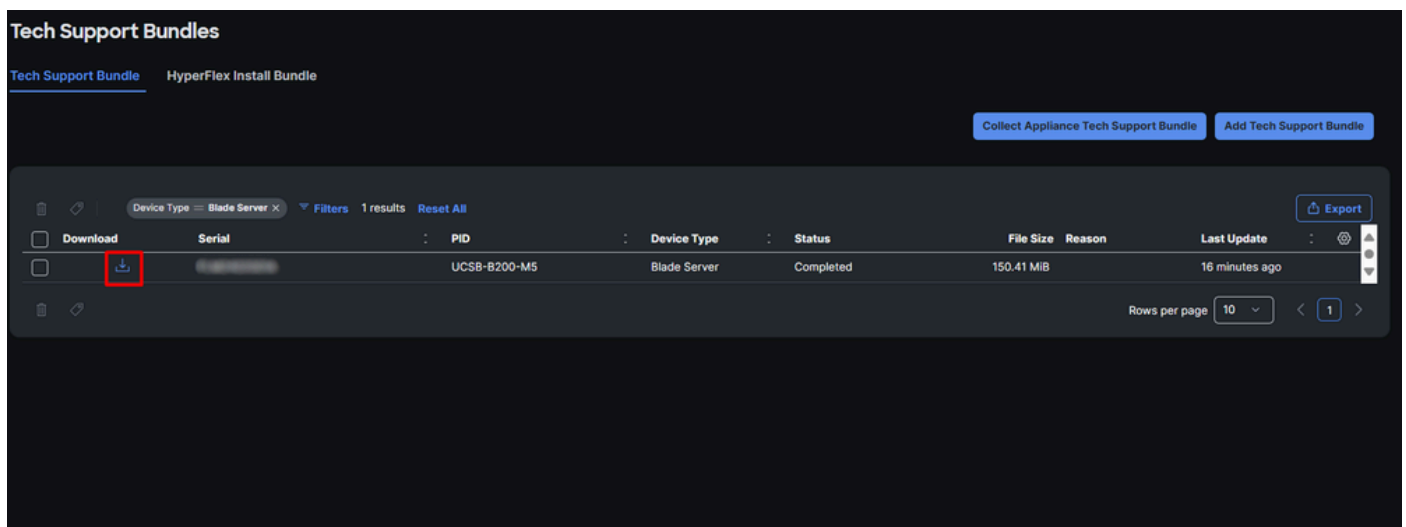 Tech Support Bundles
Tech Support Bundle HyperFlex Install Bundle
Collect Appliance Tech Support Bundle Add Tech Support Bundle
Device Type = Blade Server × Filters 1 results Reset All Export
Download Serial PID Device Type Status File Size Reason Last Update
UCSB-B200-M5 Blade Server Completed 150.41 MiB 16 minutes ago
Rows per page 10 1